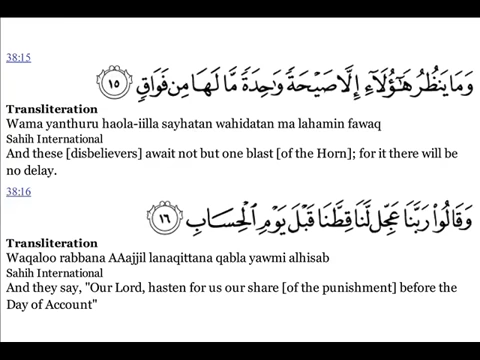 38:15
وَمَا يَنظُرُ هَٰٓؤُلَآءِ إِلَّا صَيْحَةً وَٰحِدَةً مَّا لَهَا مِن فَوَاقٍ ١٥
Transliteration
Wama yanthuru haola-iilla sayhatan wahidatan ma lahamin fawaq
Sahih International
And these [disbelievers] await not but one blast [of the Horn]; for it there will be
no delay.
38:16
وَقَالُوا۟ رَبَّنَا عَجِّل لَّنَا قِطَّنَا قَبْلَ يَوْمِ ٱلْحِسَابِ ١٦
Transliteration
Waqaloo rabbana AAajjil lanaqittana qabla yawmi alhisab
Sahih International
And they say, "Our Lord, hasten for us our share [of the punishment] before the
Day of Account"